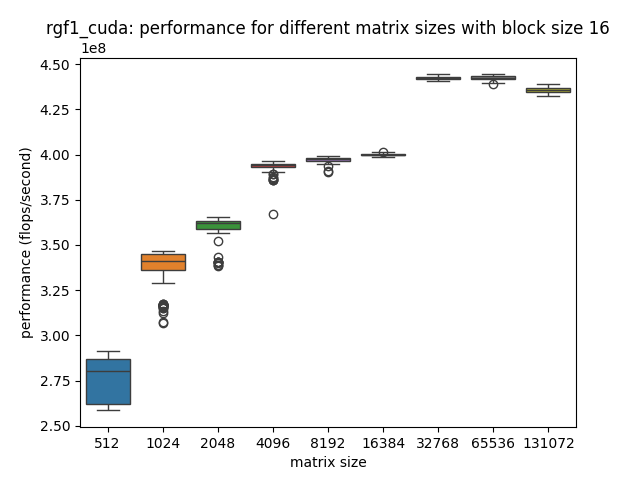 rgf1_cuda: performance for different matrix sizes with block size 16
1e8
4.50
4.25
4.00
3.75
3.50
3.25
3.00
2.75
2.50
performance (flops/second)
512 1024 2048 4096 8192 16384 32768 65536 131072
matrix size